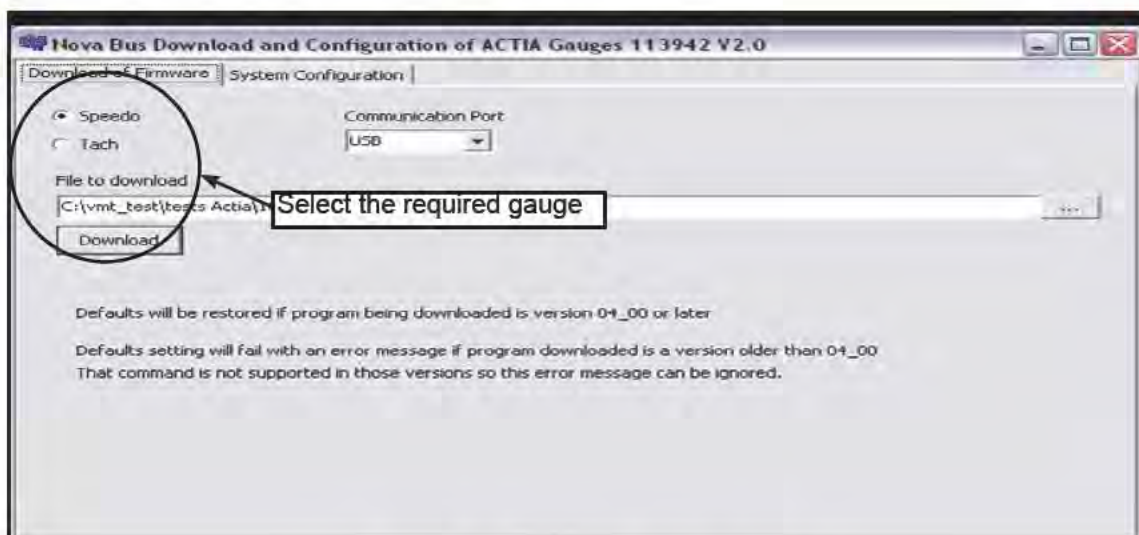 Nova Bus Download and Configuration of ACTIA Gauges 113942 V2.0
Download of Firmware System Configuration
Speedo Communication Port
Tach USB
File to download
C:\vmt_test\tests Actia\ Select the required gauge ...
Download
Defaults will be restored if program being downloaded is version 04_00 or later
Defaults setting will fail with an error message if program downloaded is a version older than 04_00
That command is not supported in those versions so this error message can be ignored.